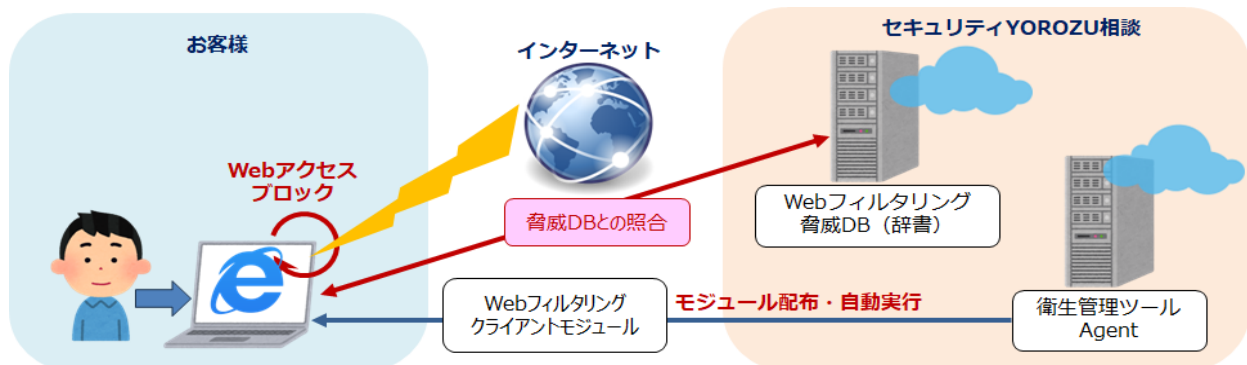 お客様
インターネット
セキュリティYOROZU相談
Webアクセス
ブロック
脅威DBとの照合
Webフィルタリング
脅威DB（辞書）
Webフィルタリング
クライアントモジュール
モジュール配布・自動実行
衛生管理ツール
Agent